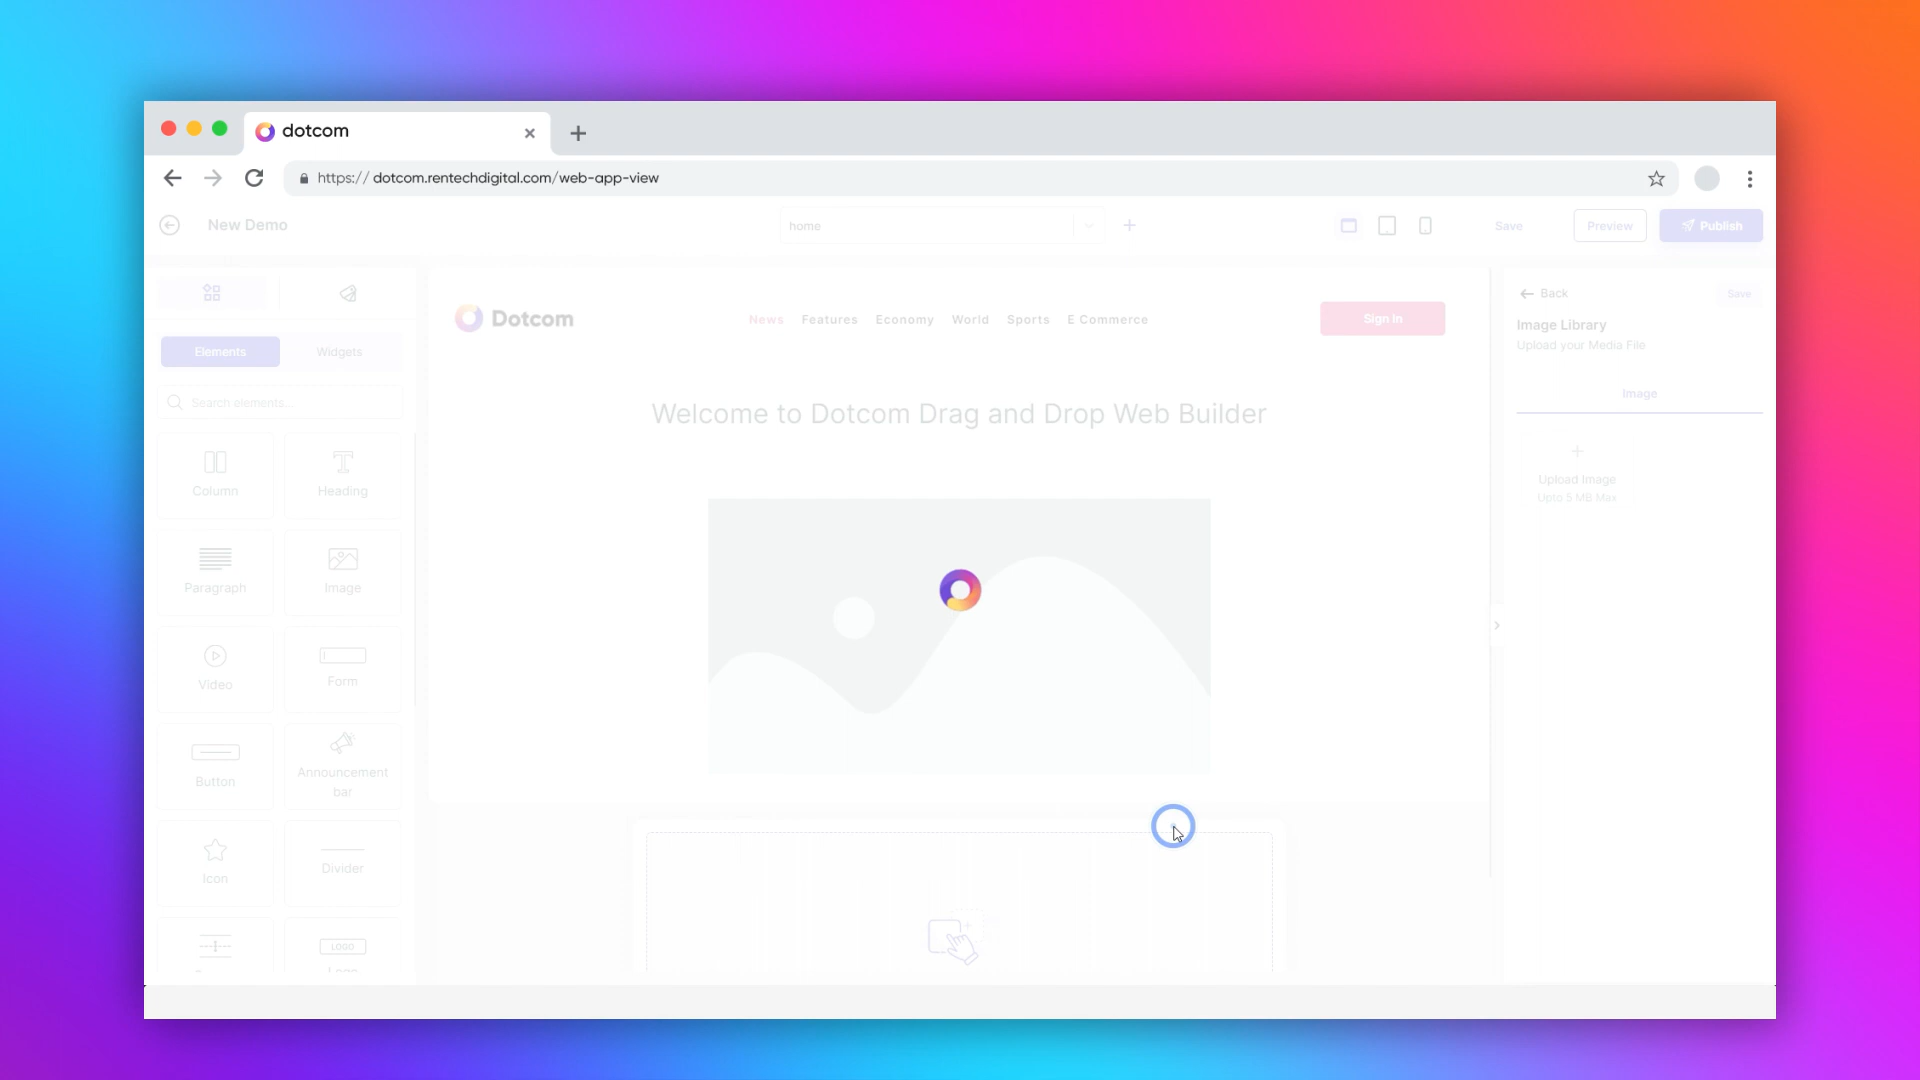 dotcom
https:// dotcom.rentechdigital.com/web-app-view
New Demo
home
Save
Preview
Publish
Elements
Widgets
Search elements...
Column
Heading
Paragraph
Image
Video
Form
Button
Announcement
bar
Icon
Divider
LOGO
Dotcom
News
Features
Economy
World
Sports
E Commerce
Sign In
Welcome to Dotcom Drag and Drop Web Builder
Back
Save
Image Library
Upload your Media File
Image
Upload Image
Upto 5 MB Max